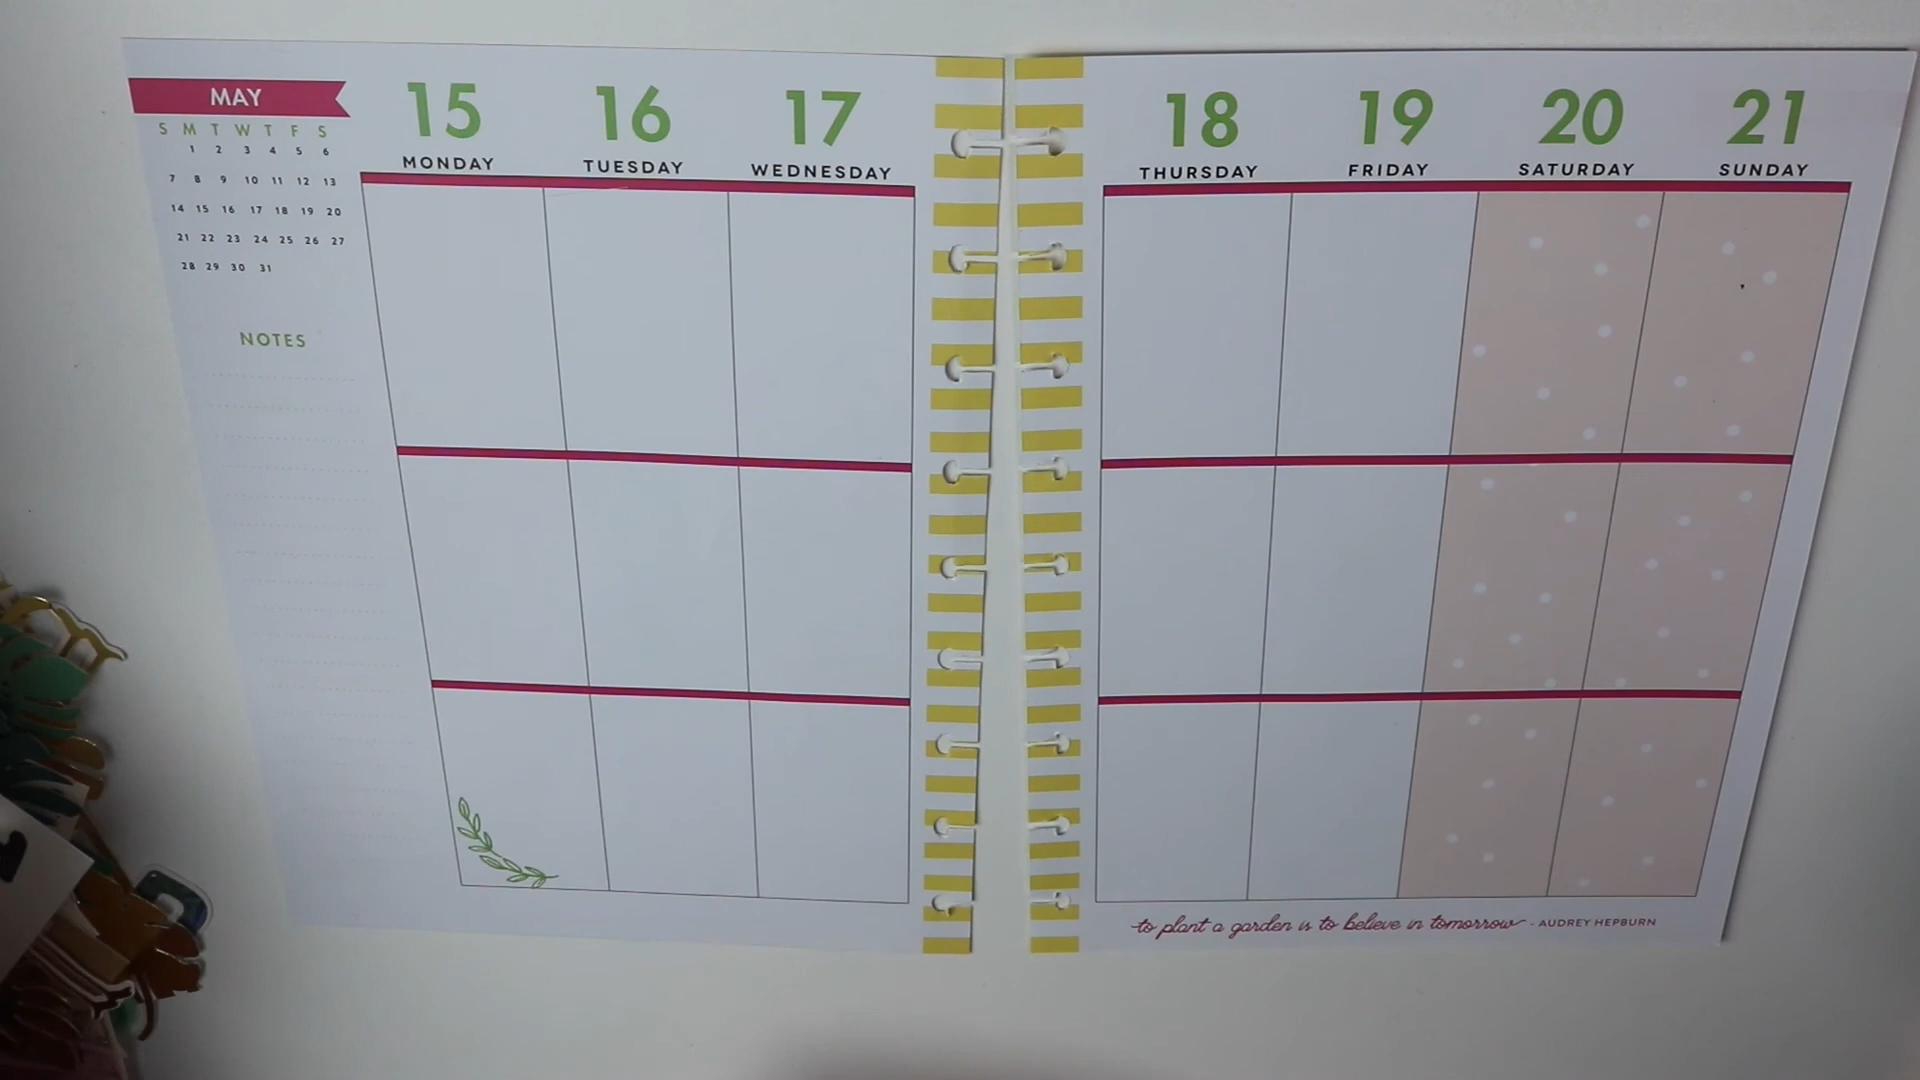 MAY
S M T W T F S
1 2 3 4 5 6
7 8 9 10 11 12 13
14 15 16 17 18 19 20
21 22 23 24 25 26 27
28 29 30 31
NOTES
15 16 17
MONDAY TUESDAY WEDNESDAY
18 19 20 21
THURSDAY FRIDAY SATURDAY SUNDAY
to plant a garden is to believe in tomorrow - AUDREY HEPBURN